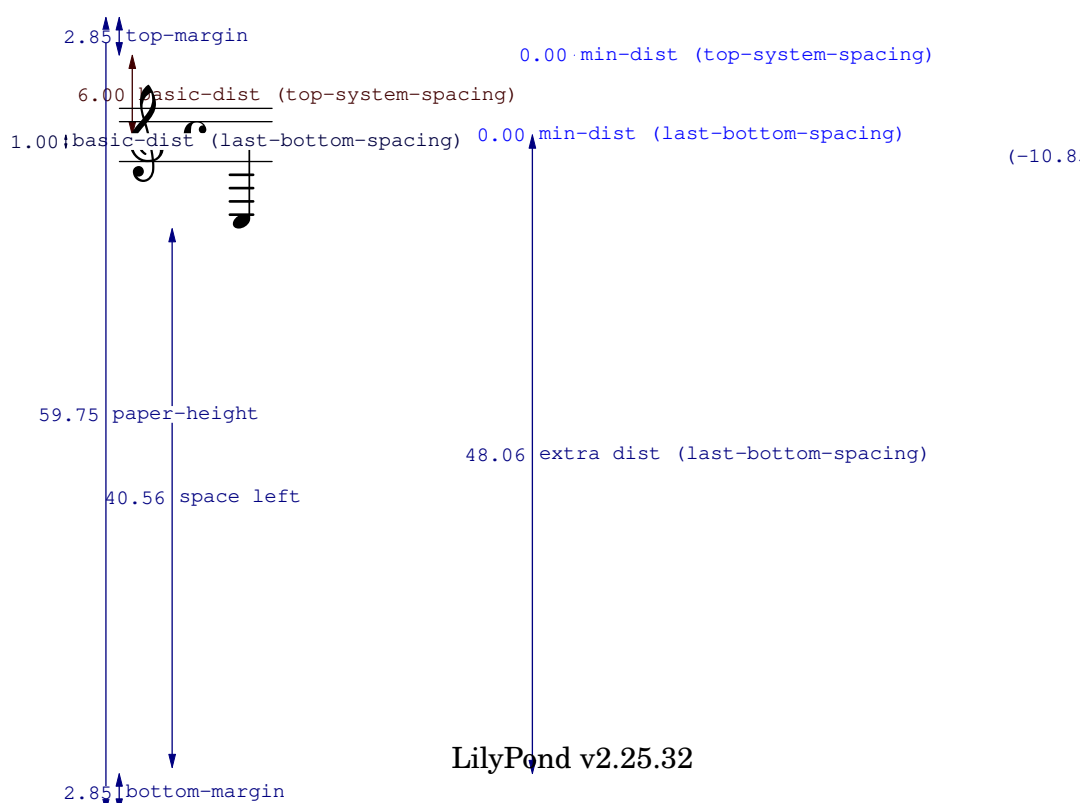 2.85 top-margin
0.00 min-dist (top-system-spacing)
6.00 basic-dist (top-system-spacing)
1.00 basic-dist (last-bottom-spacing)
0.00 min-dist (last-bottom-spacing)
59.75 paper-height
48.06 extra dist (last-bottom-spacing)
40.56 space left
LilyPond v2.25.32
2.85 bottom-margin